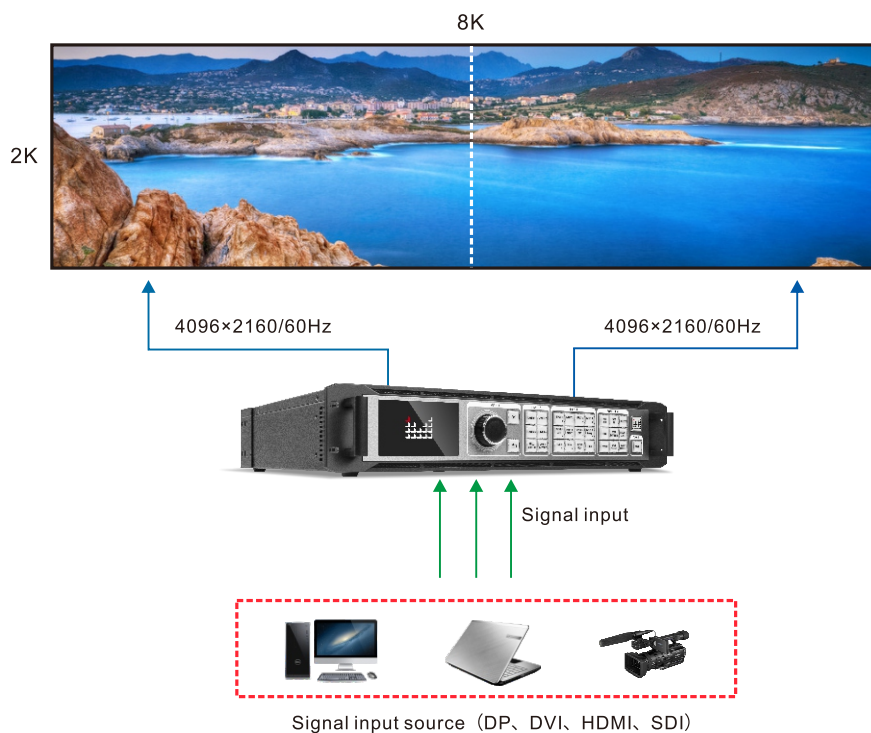 8K
2K
4096×2160/60Hz
4096×2160/60Hz
Signal input
Signal input source（DP、DVI、HDMI、SDI）